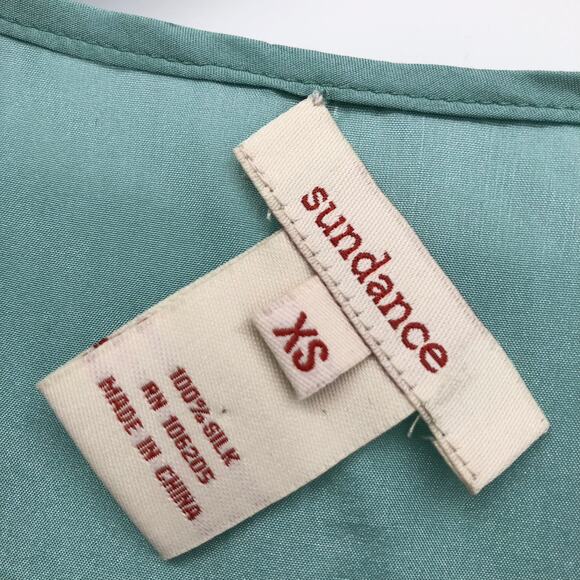 sundance
XS
100% SILK
RN 106205
MADE IN CHINA